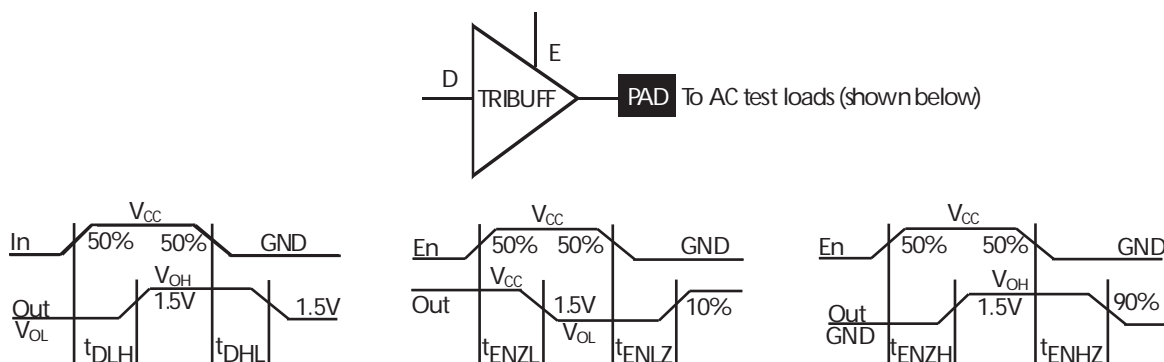 E
D
TRIBUFF
PAD To AC test loads (shown below)
In
VCC
50% 50%
GND
Out
VOL
VOH
1.5V
1.5V
tDLH
tDHL
En
VCC
50% 50%
GND
Out
VCC
1.5V
VOL
10%
tENZL
tENLZ
En
VCC
50% 50%
GND
Out
GND
VOH
1.5V
90%
tENZH
tENHZ